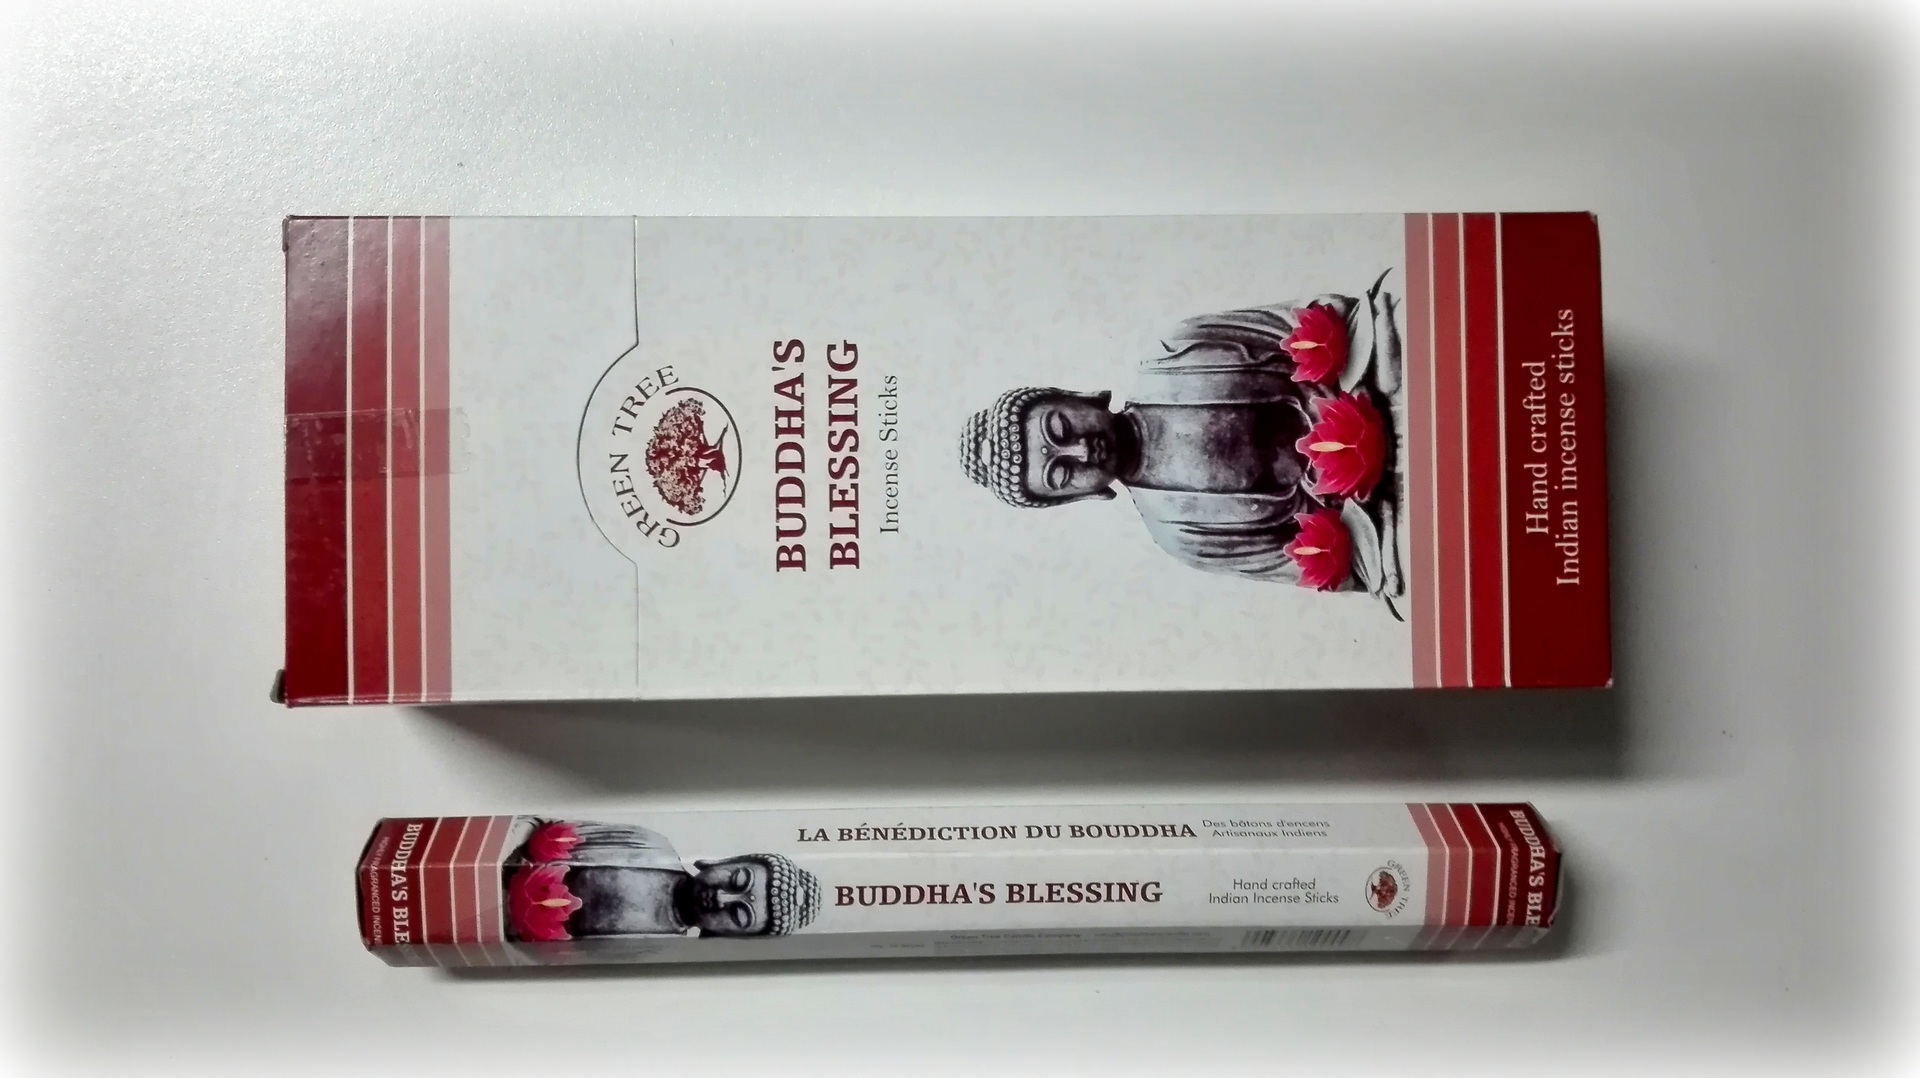 GREEN TREE
BUDDHA'S
BLESSING
Incense Sticks
Hand crafted
Indian incense sticks
LA BÉNÉDICTION DU BOUDDHA
Des bâtons d'encens
Artisanaux Indiens
BUDDHA'S BLESSING
Hand crafted
Indian Incense Sticks
GREEN TREE
BUDDHA'S BLE
BUDDHA'S BLE